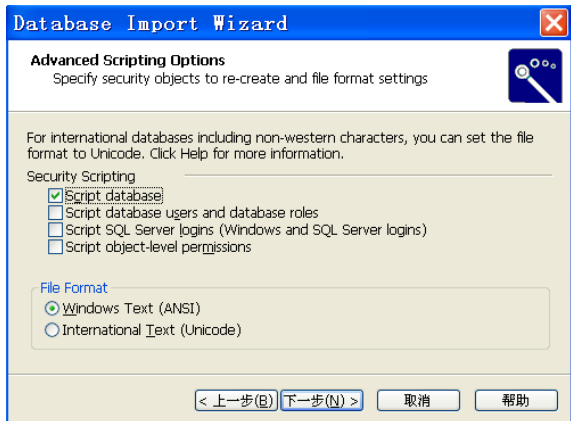 Database Import Wizard
Advanced Scripting Options
Specify security objects to re-create and file format settings
For international databases including non-western characters, you can set the file
format to Unicode. Click Help for more information.
Security Scripting
Script database
Script database users and database roles
Script SQL Server logins (Windows and SQL Server logins)
Script object-level permissions
File Format
Windows Text (ANSI)
International Text (Unicode)
< 上一步(B) 下一步(N) > 取消 帮助